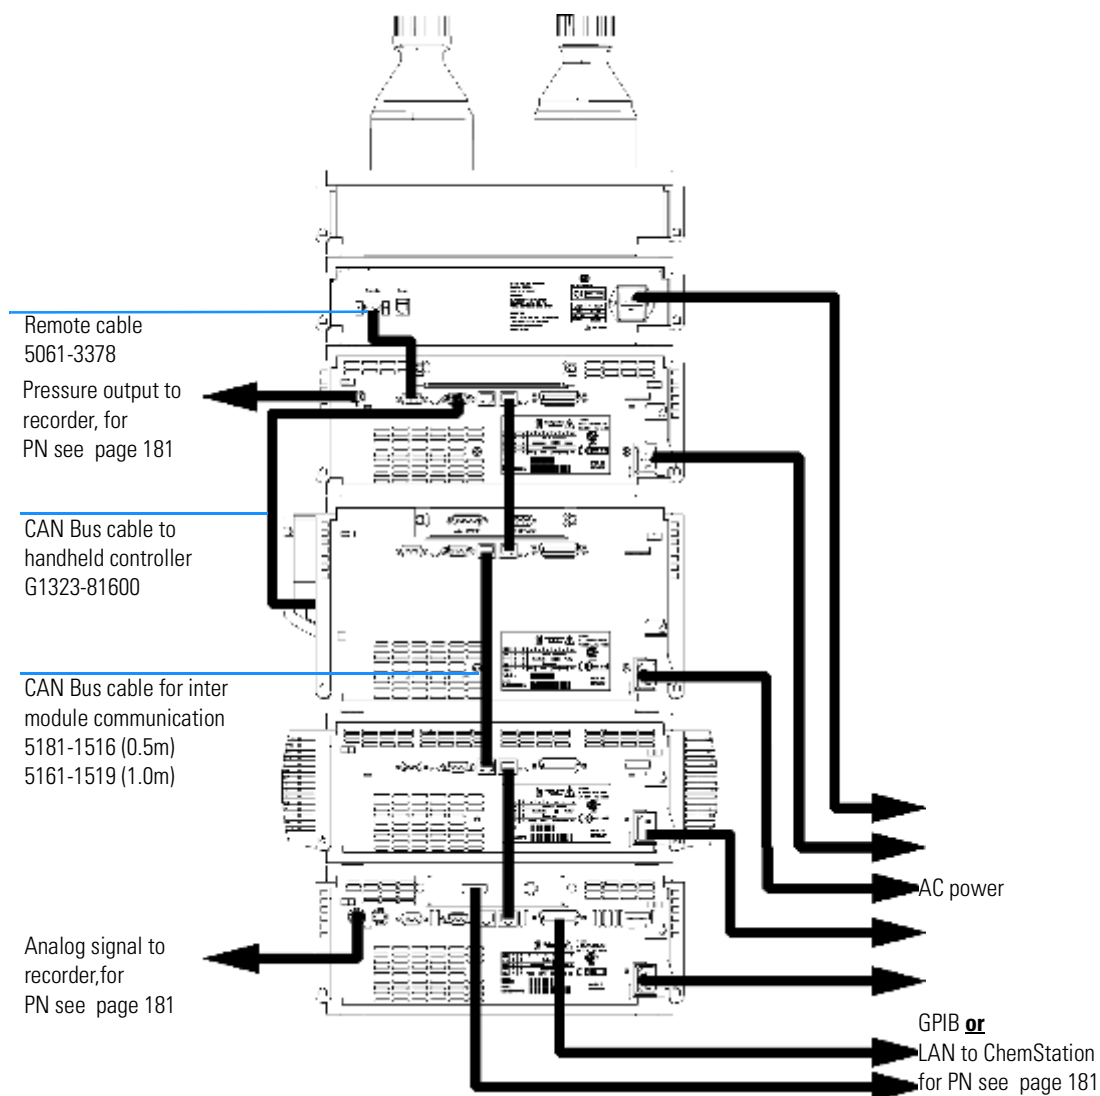 Remote cable
5061-3378
Pressure output to
recorder, for
PN see page 181
CAN Bus cable to
handheld controller
G1323-81600
CAN Bus cable for inter
module communication
5181-1516 (0.5m)
5161-1519 (1.0m)
AC power
Analog signal to
recorder,for
PN see page 181
GPIB or
LAN to ChemStation
for PN see page 181